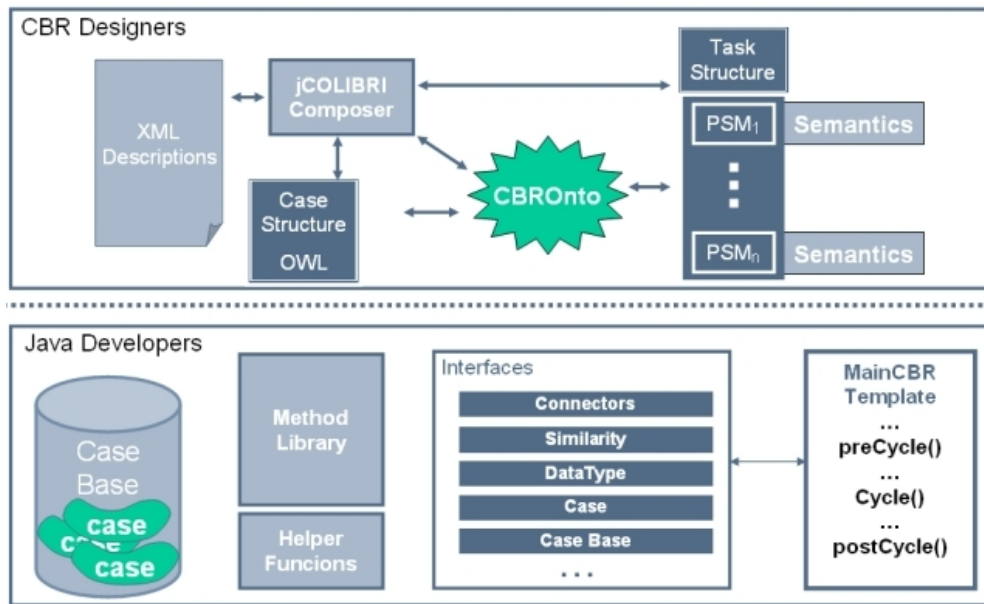 CBR Designers
XML
Descriptions
jCOLIBRI
Composer
Case
Structure
OWL
CBROnto
Task
Structure
PSM₁
Semantics
PSMₙ
Semantics
Java Developers
Case
Base
case
case
case
Method
Library
Helper
Funcions
Interfaces
Connectors
Similarity
DataType
Case
Case Base
...
MainCBR
Template
...
preCycle()
...
Cycle()
...
postCycle()